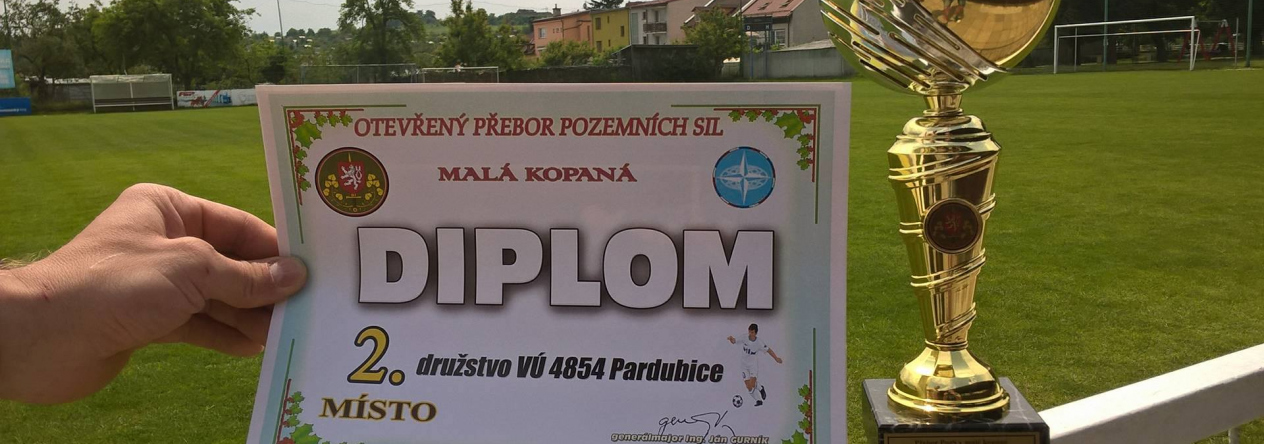 OTEVŘENÝ PŘEBOR POZEMNÍCH SIL
MALÁ KOPANÁ
DIPLOM
2. družstvo VÚ 4854 Pardubice
MÍSTO
generálmajor Ing. Ján GURNÍK